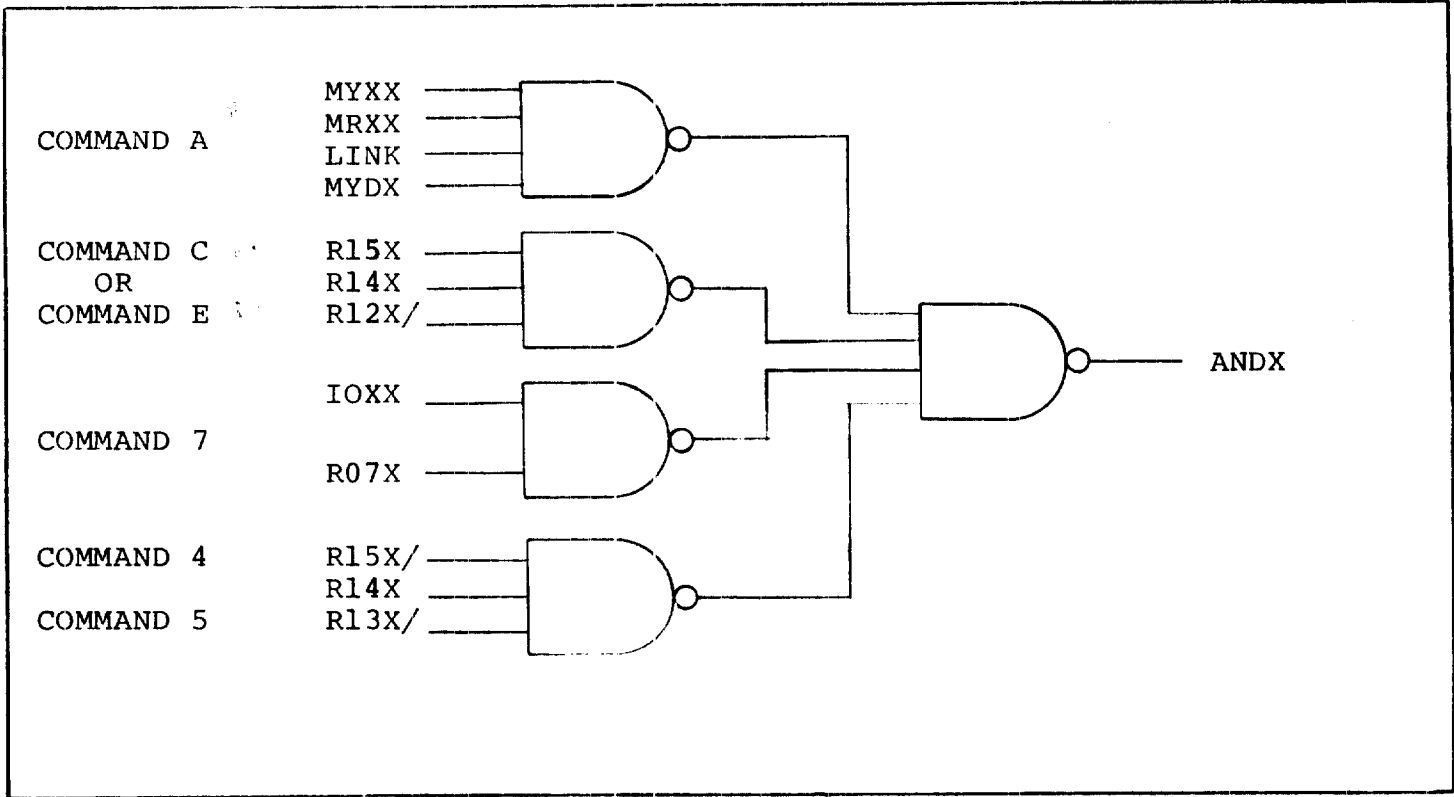 MYXX
MRXX
COMMAND A
LINK
MYDX
COMMAND C R15X
OR R14X
COMMAND E R12X/
IOXX
ANDX
COMMAND 7
R07X
COMMAND 4 R15X/
R14X
COMMAND 5 R13X/